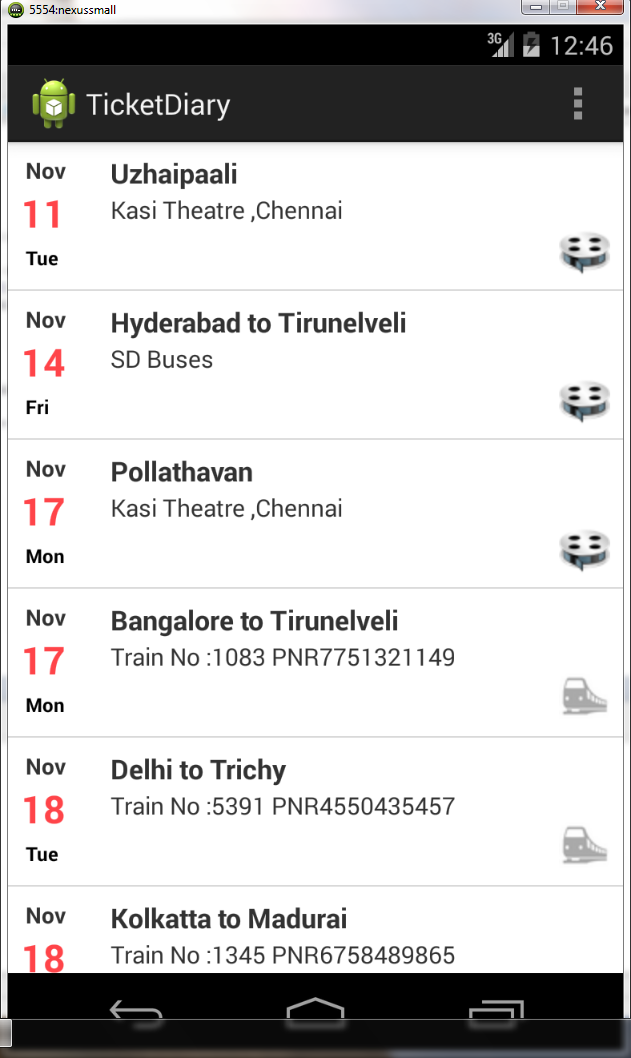 5554:nexussmall
3G 12:46
TicketDiary
Nov
11
Tue
Uzhaipaali
Kasi Theatre ,Chennai
Nov
14
Fri
Hyderabad to Tirunelveli
SD Buses
Nov
17
Mon
Pollathavan
Kasi Theatre ,Chennai
Nov
17
Mon
Bangalore to Tirunelveli
Train No :1083 PNR7751321149
Nov
18
Tue
Delhi to Trichy
Train No :5391 PNR4550435457
Nov
18
Kolkatta to Madurai
Train No :1345 PNR6758489865